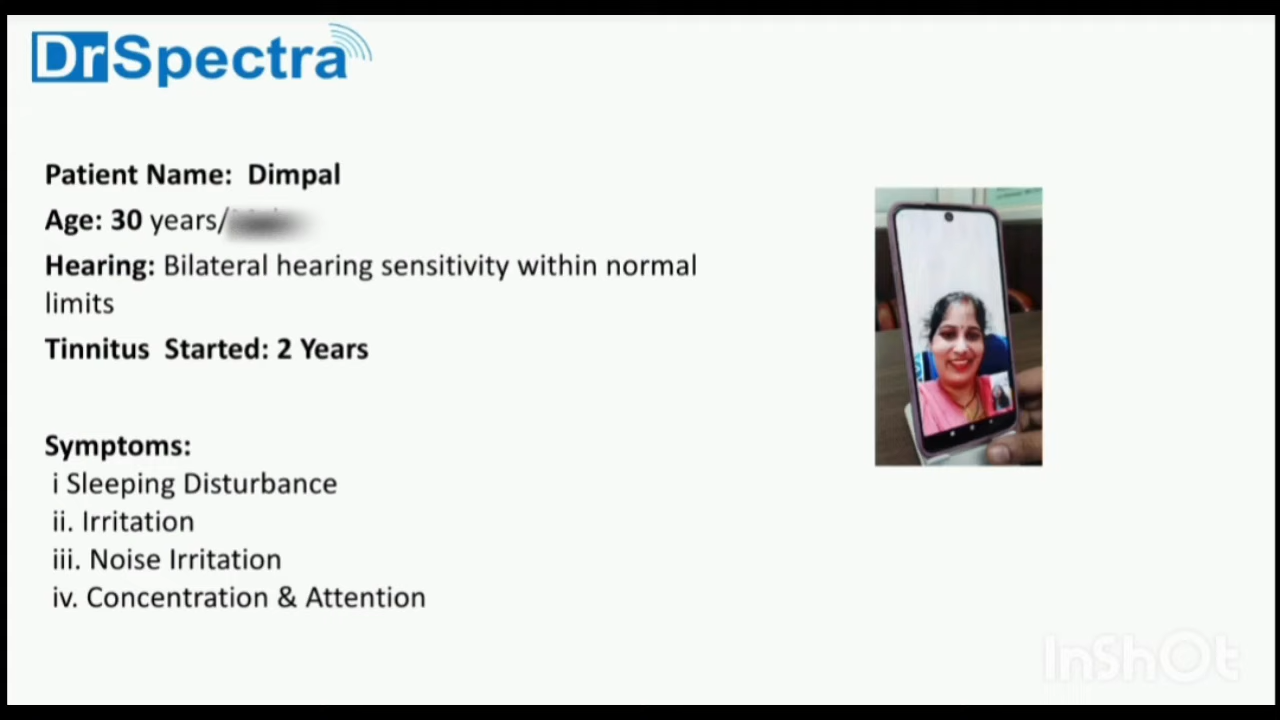 DrSpectra
Patient Name: Dimpal
Age: 30 years/
Hearing: Bilateral hearing sensitivity within normal
limits
Tinnitus Started: 2 Years
Symptoms:
i Sleeping Disturbance
ii. Irritation
iii. Noise Irritation
iv. Concentration & Attention
InShOt